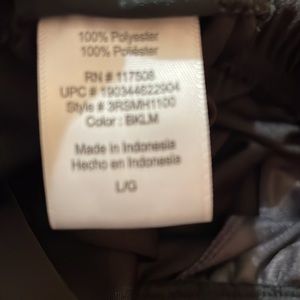 100% Polyester
100% Poliéster
RN # 117508
UPC # 190344622904
Style # 3RSMH1100
Color : BKLM
Made in Indonesia
Hecho en Indonesia
L/G